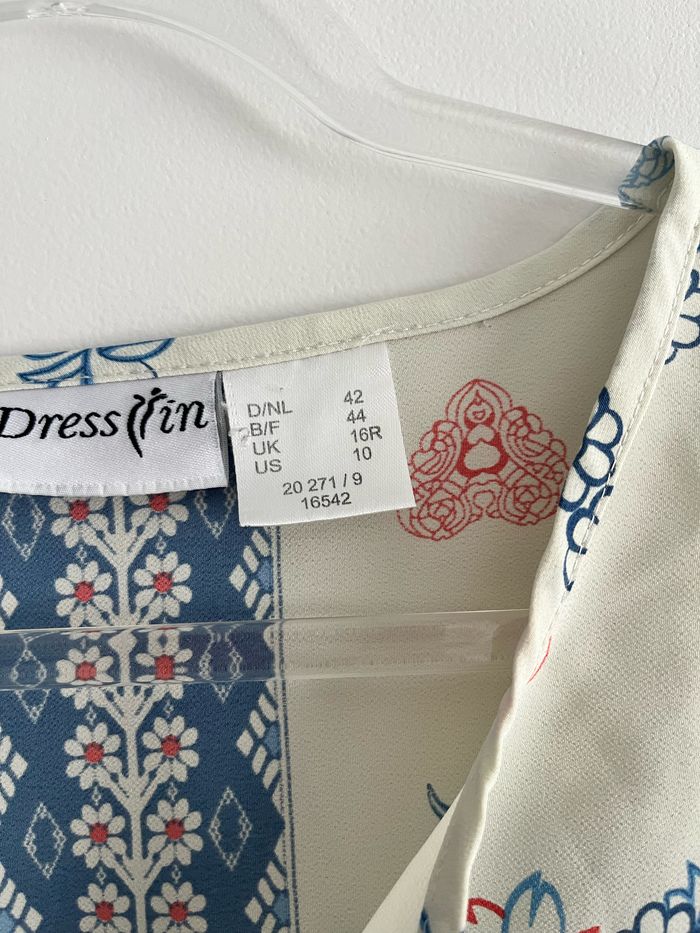 Dress in
D/NL 42
B/F 44
UK 16R
US 10
20 271 / 9
16542